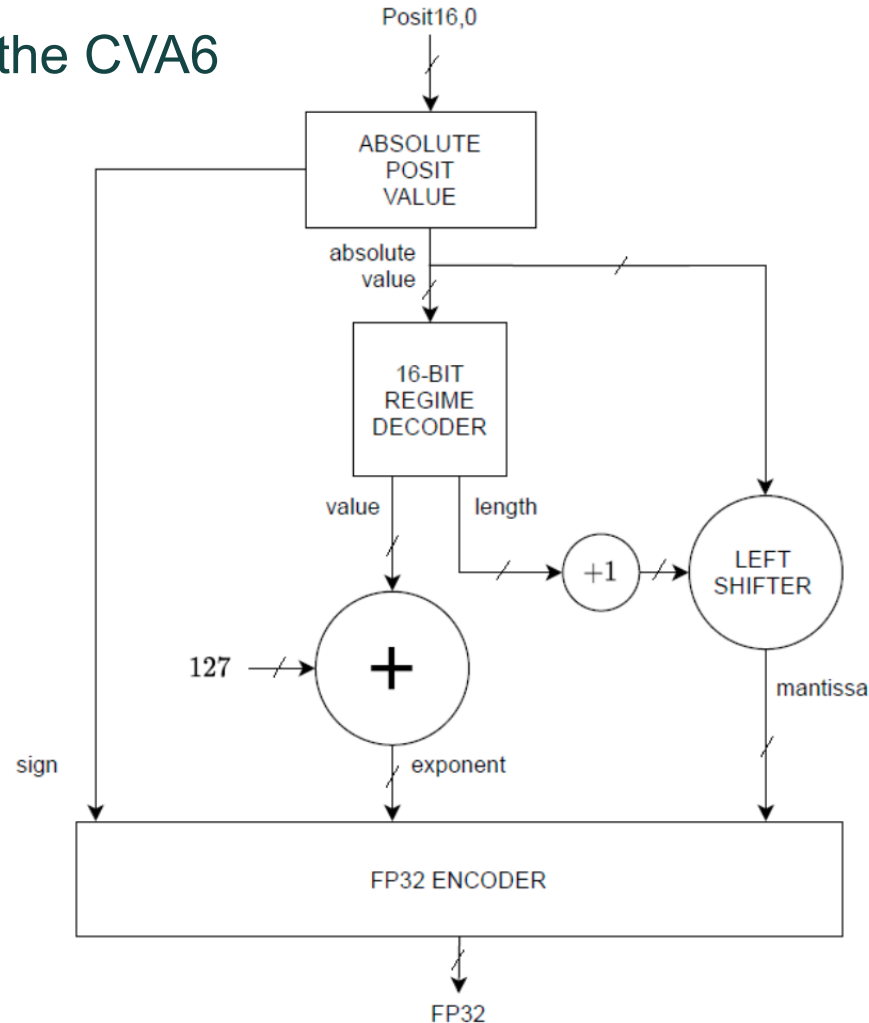 Posit16,0
the CVA6
ABSOLUTE
POSIT
VALUE
absolute
value
16-BIT
REGIME
DECODER
value
length
+1
LEFT
SHIFTER
127
+
mantissa
sign
exponent
FP32 ENCODER
FP32